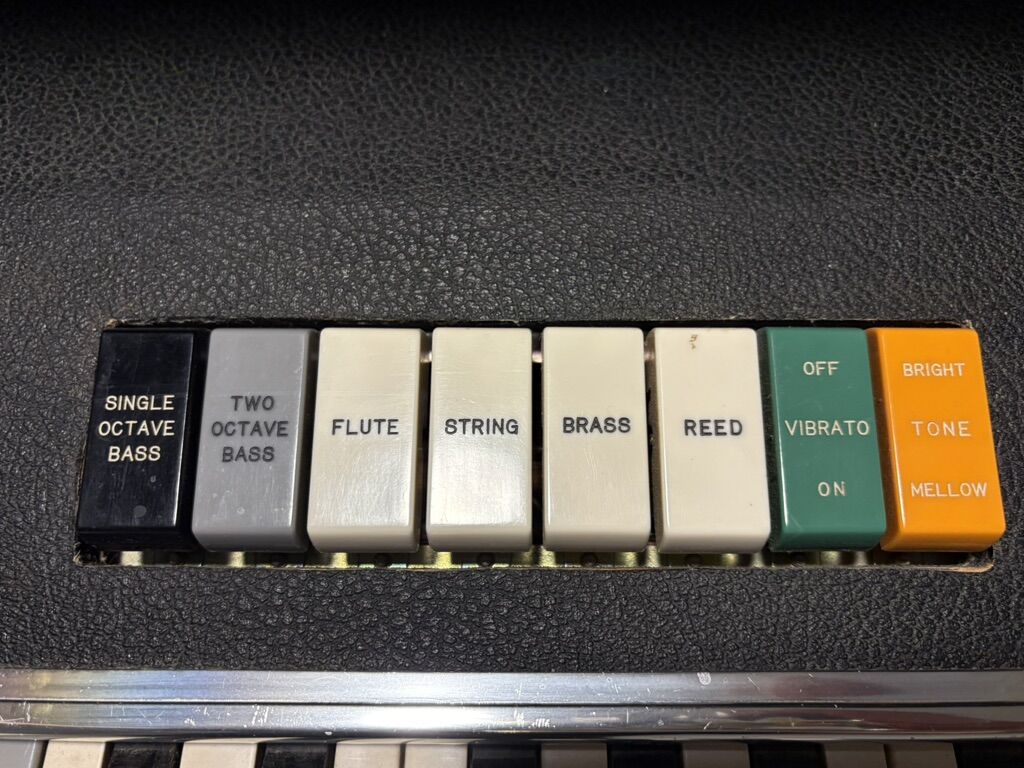 SINGLE
OCTAVE
BASS
TWO
OCTAVE
BASS
FLUTE
STRING
BRASS
REED
OFF
VIBRATO
ON
BRIGHT
TONE
MELLOW